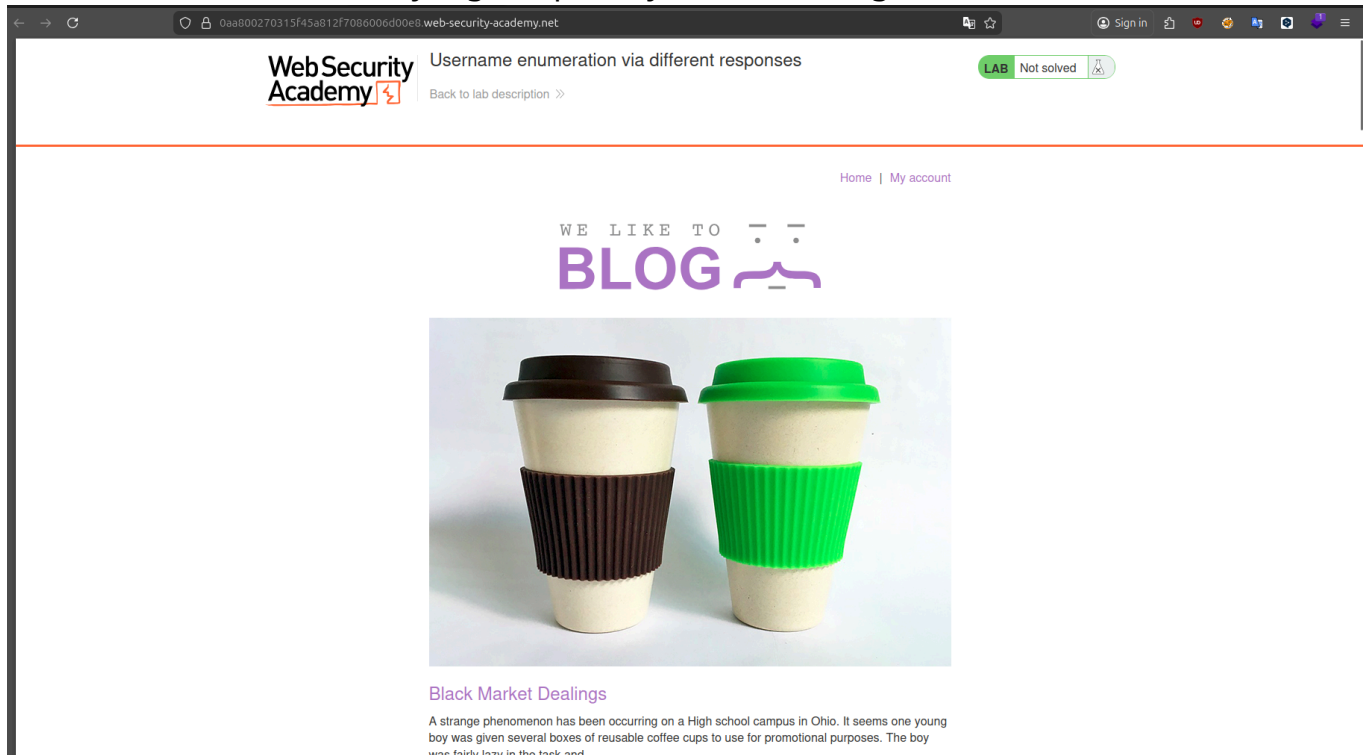 0aa800270315f45a812f7086006d00e8.web-security-academy.net
Sign in
Web Security
Academy
Username enumeration via different responses
Back to lab description
LAB Not solved
Home | My account
WE LIKE TO
BLOG
Black Market Dealings
A strange phenomenon has been occurring on a High school campus in Ohio. It seems one young
boy was given several boxes of reusable coffee cups to use for promotional purposes. The boy
was fairly lazy in the task and